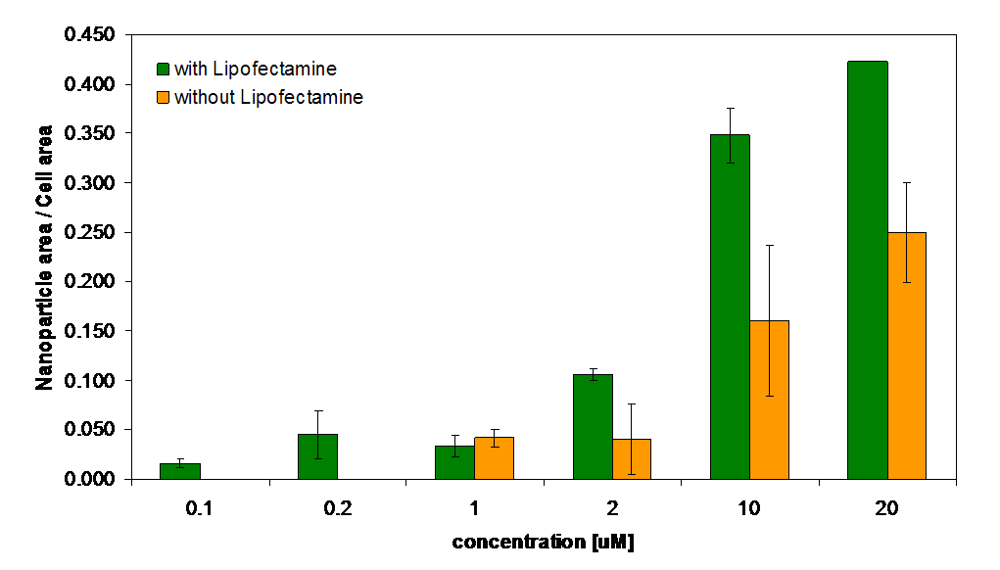 0.450
0.400
0.350
0.300
0.250
0.200
0.150
0.100
0.050
0.000
Nanoparticle area / Cell area
with Lipofectamine
without Lipofectamine
0.1 0.2 1 2 10 20
concentration [uM]